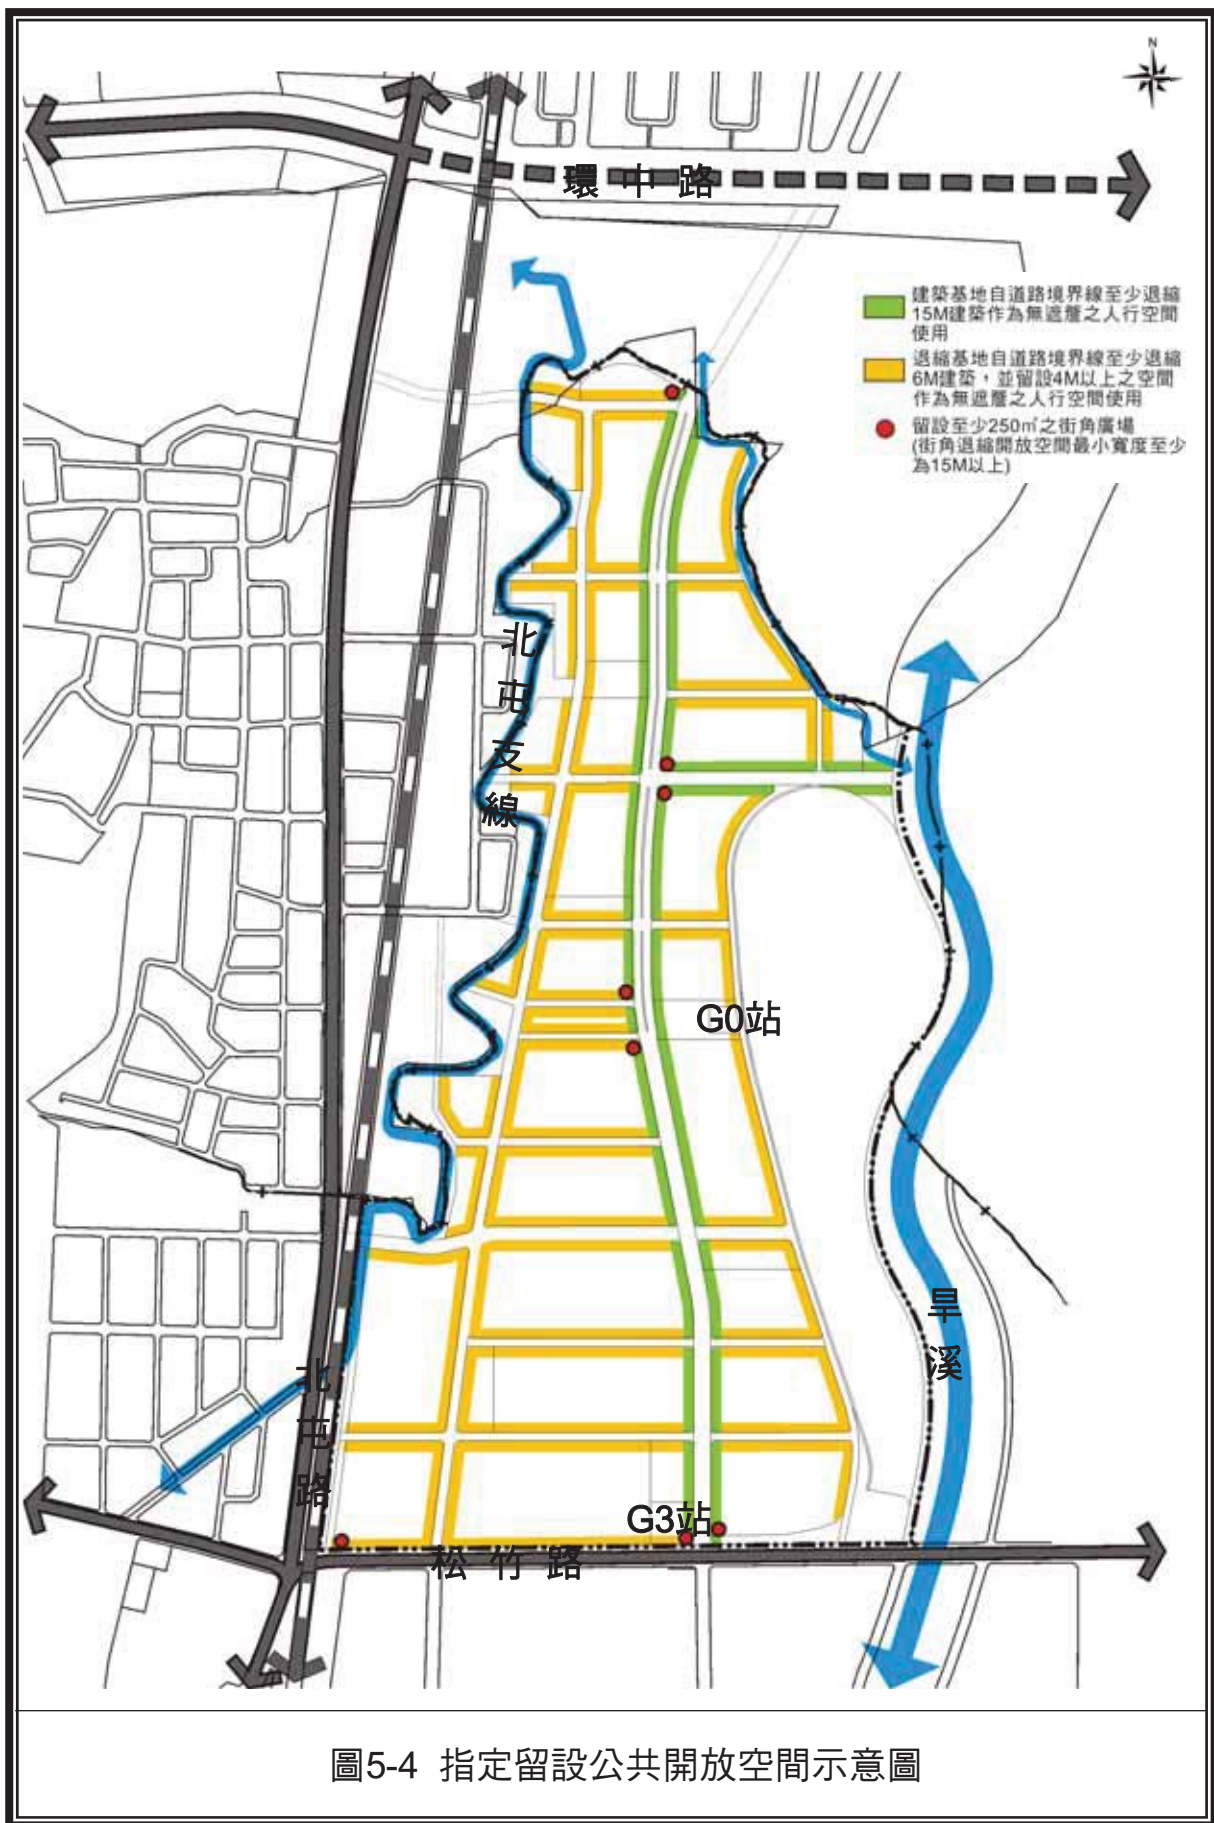 N
環中路
建築基地自道路境界線至少退縮
15M建築作為無遮簷之人行空間
使用
退縮基地自道路境界線至少退縮
6M建築，並留設4M以上之空間
作為無遮簷之人行空間使用
留設至少250㎡之街角廣場
(街角退縮開放空間最小寬度至少
為15M以上)
北屯支線
G0站
旱溪
北屯路
G3站
松竹路
圖5-4 指定留設公共開放空間示意圖